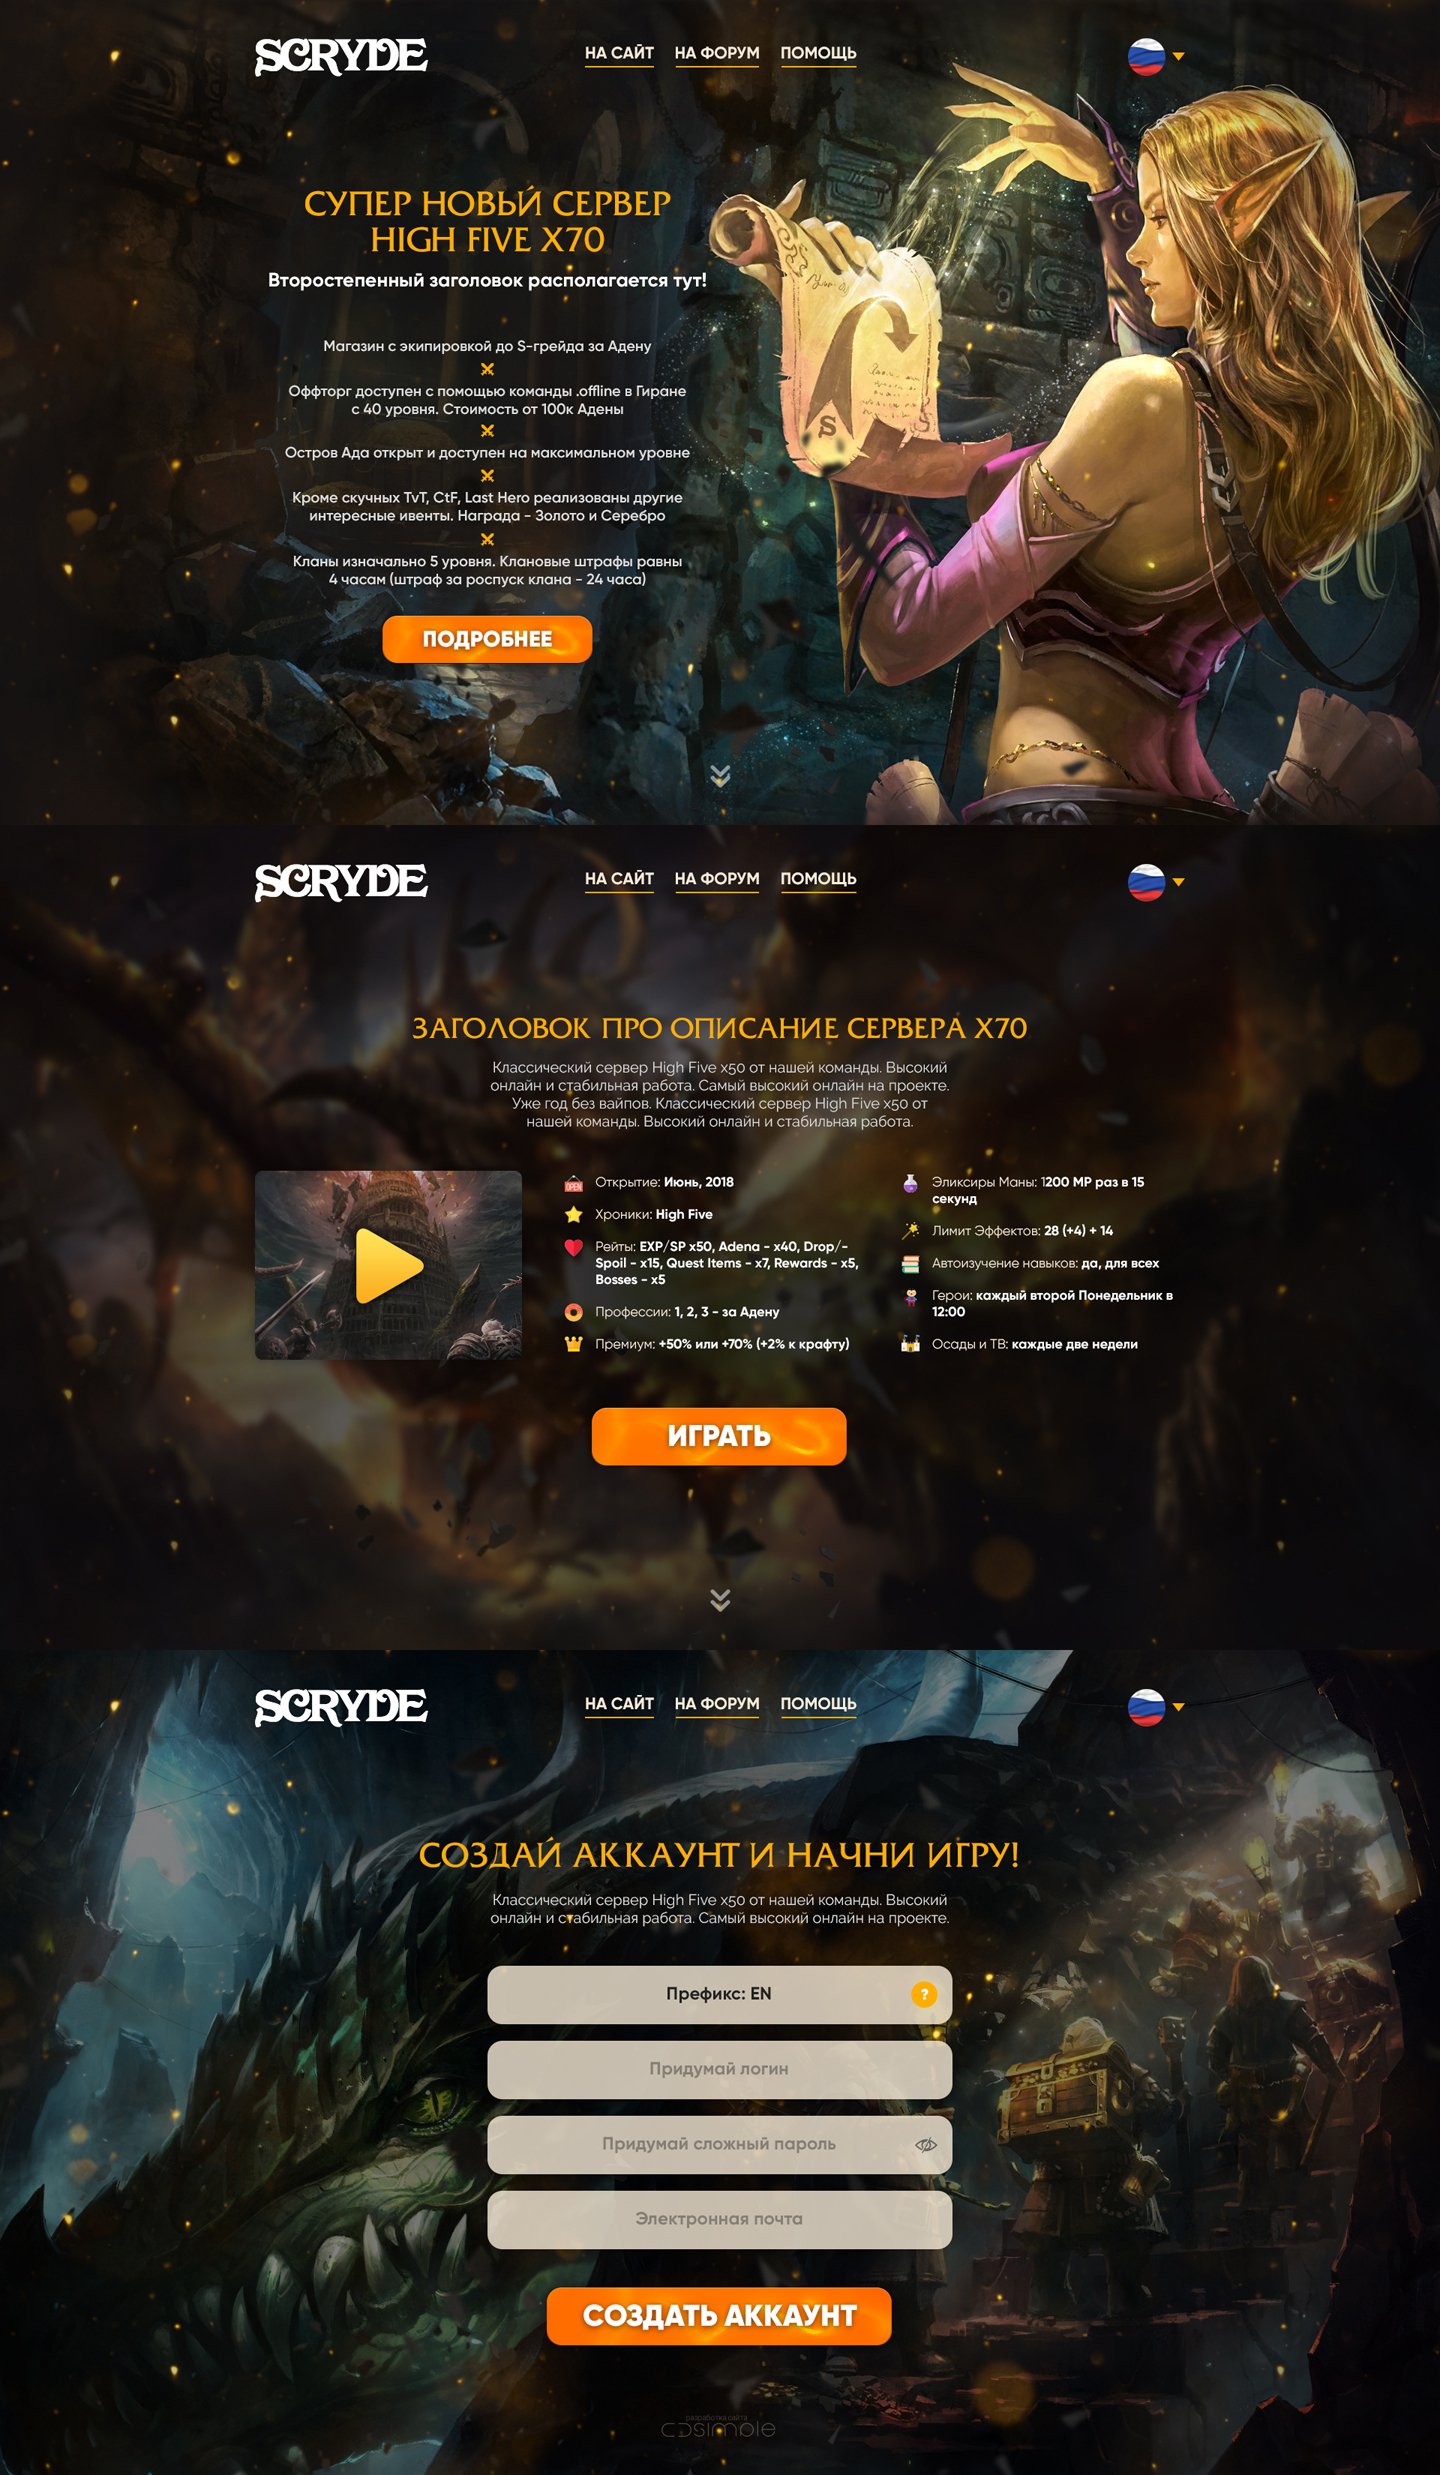 SCRYDE
НА САЙТ НА ФОРУМ ПОМОЩЬ
СУПЕР НОВЫЙ СЕРВЕР
HIGH FIVE X70
Второстепенный заголовок располагается тут!
Магазин с экипировкой до S-грейда за Адену
Оффторг доступен с помощью команды .offline в Гиране
с 40 уровня. Стоимость от 100к Адены
Остров Ада открыт и доступен на максимальном уровне
Кроме скучных TvT, CtF, Last Hero реализованы другие
интересные ивенты. Награда - Золото и Серебро
Кланы изначально 5 уровня. Клановые штрафы равны
4 часам (штраф за роспуск клана - 24 часа)
ПОДРОБНЕЕ
S
S
SCRYDE
НА САЙТ НА ФОРУМ ПОМОЩЬ
ЗАГОЛОВОК ПРО ОПИСАНИЕ СЕРВЕРА X70
Классический сервер High Five x50 от нашей команды. Высокий
онлайн и стабильная работа. Самый высокий онлайн на проекте.
Уже год без вайпов. Классический сервер High Five x50 от
нашей команды. Высокий онлайн и стабильная работа.
OPEN
Открытие: Июнь, 2018
Хроники: High Five
Рейты: EXP/SP x50, Adena - x40, Drop/-
Spoil - x15, Quest Items - x7, Rewards - x5,
Bosses - x5
Профессии: 1, 2, 3 - за Адену
Премиум: +50% или +70% (+2% к крафту)
Эликсиры Маны: 1200 MP раз в 15
секунд
Лимит Эффектов: 28 (+4) + 14
Автоизучение навыков: да, для всех
Герои: каждый второй Понедельник в
12:00
Осады и ТВ: каждые две недели
ИГРАТЬ
SCRYDE
НА САЙТ НА ФОРУМ ПОМОЩЬ
СОЗДАЙ АККАУНТ И НАЧНИ ИГРУ!
Классический сервер High Five x50 от нашей команды. Высокий
онлайн и стабильная работа. Самый высокий онлайн на проекте.
Префикс: EN ?
Придумай логин
Придумай сложный пароль
Электронная почта
СОЗДАТЬ АККАУНТ
разработка сайта
cdsimple